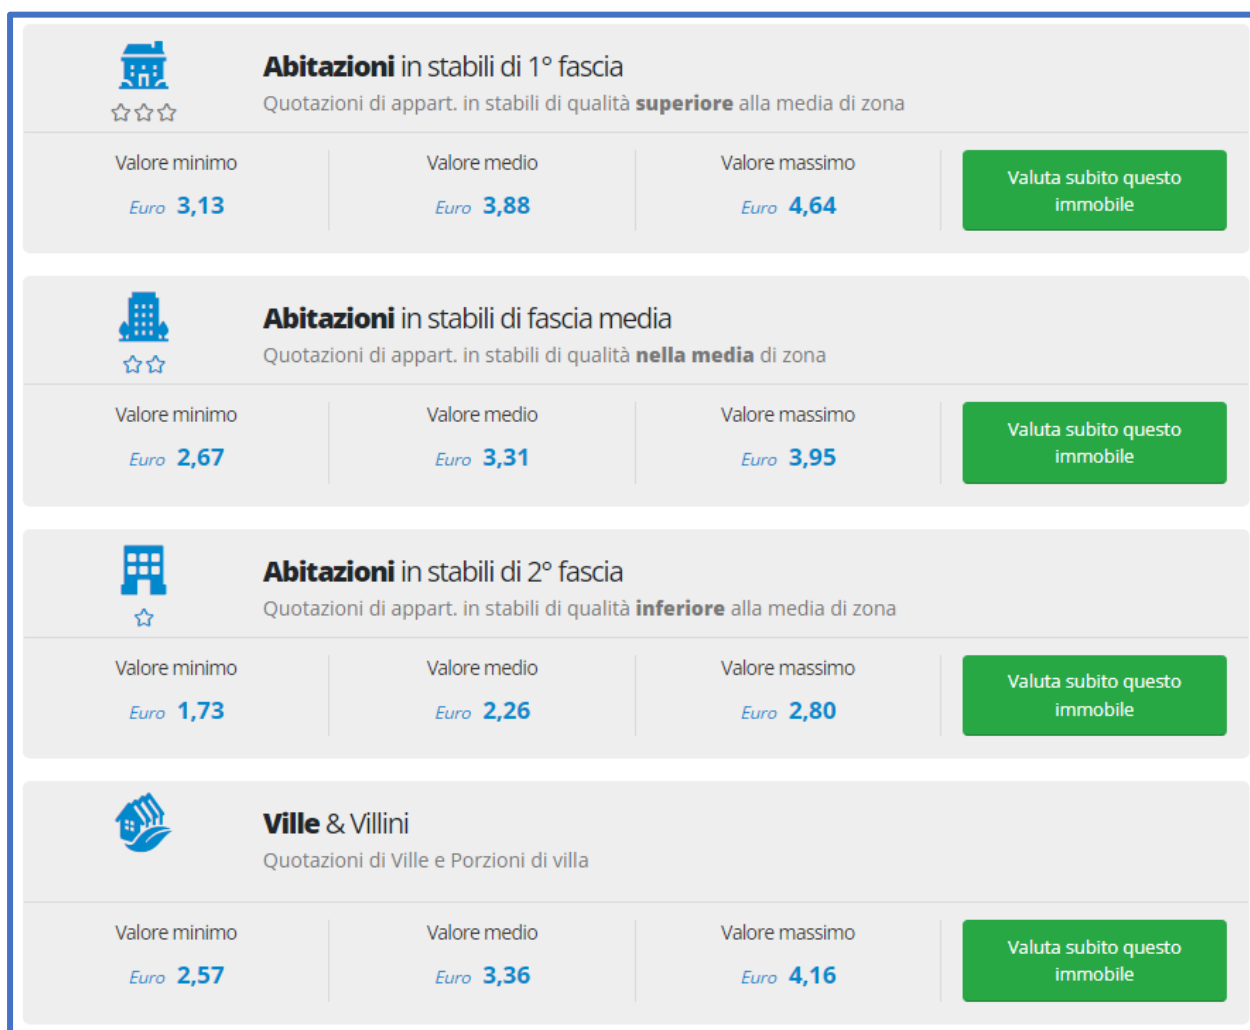 Abitazioni in stabili di 1° fascia
Quotazioni di appart. in stabili di qualità superiore alla media di zona
Valore minimo Valore medio Valore massimo
Euro 3,13 Euro 3,88 Euro 4,64
Valuta subito questo
immobile
Abitazioni in stabili di fascia media
Quotazioni di appart. in stabili di qualità nella media di zona
Valore minimo Valore medio Valore massimo
Euro 2,67 Euro 3,31 Euro 3,95
Valuta subito questo
immobile
Abitazioni in stabili di 2° fascia
Quotazioni di appart. in stabili di qualità inferiore alla media di zona
Valore minimo Valore medio Valore massimo
Euro 1,73 Euro 2,26 Euro 2,80
Valuta subito questo
immobile
Ville & Villini
Quotazioni di Ville e Porzioni di villa
Valore minimo Valore medio Valore massimo
Euro 2,57 Euro 3,36 Euro 4,16
Valuta subito questo
immobile